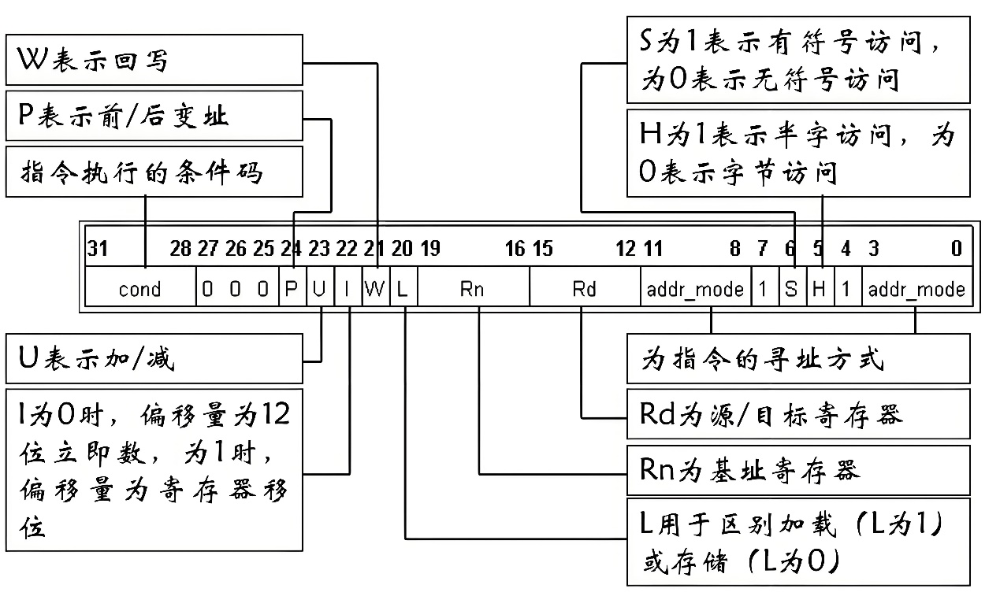 W表示回写
P表示前/后变址
指令执行的条件码
S为1表示有符号访问，
为0表示无符号访问
H为1表示半字访问，为
0表示字节访问
31 28 27 26 25 24 23 22 21 20 19 16 15 12 11 8 7 6 5 4 3 0
cond 0 0 0 P U I W L Rn Rd addr_mode 1 S H 1 addr_mode
U表示加/减
I为0时，偏移量为12
位立即数，为1时，
偏移量为寄存器移
位
为指令的寻址方式
Rd为源/目标寄存器
Rn为基址寄存器
L用于区别加载（L为1）
或存储（L为0）